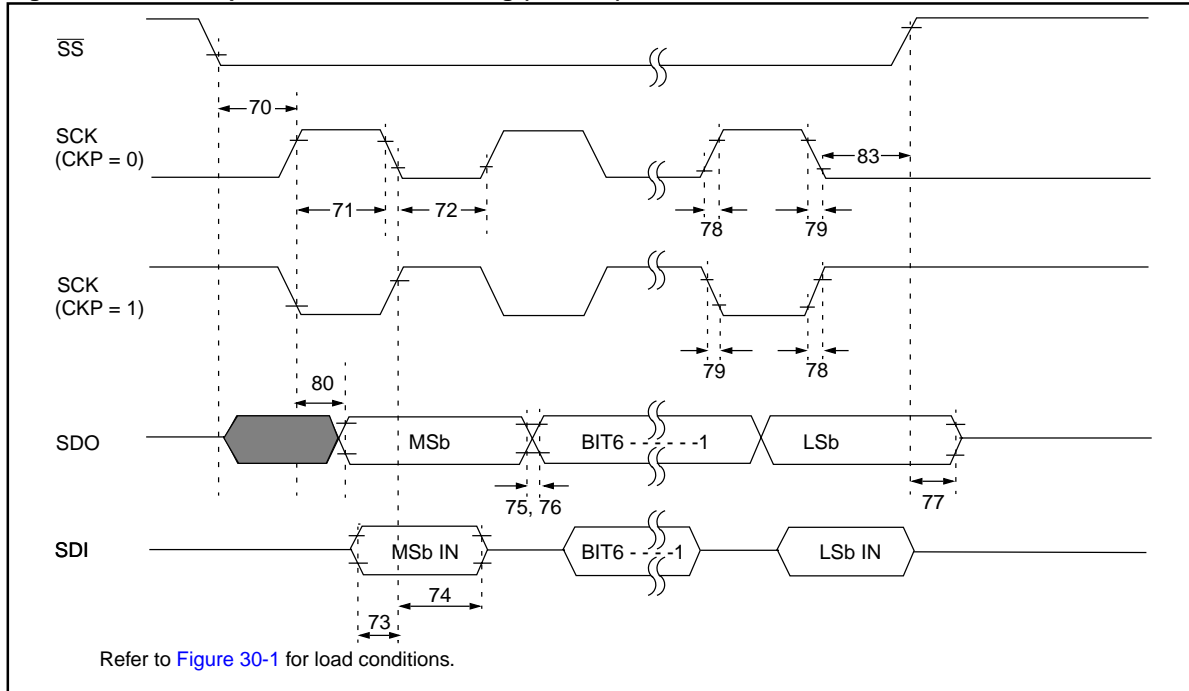 SS
70
SCK
(CKP = 0)
83
71
72
78
79
SCK
(CKP = 1)
79
78
80
SDO
MSb
BIT6 - - - - - -1
LSb
75, 76
77
SDI
MSb IN
BIT6 - - - -1
LSb IN
74
73
Refer to Figure 30-1 for load conditions.